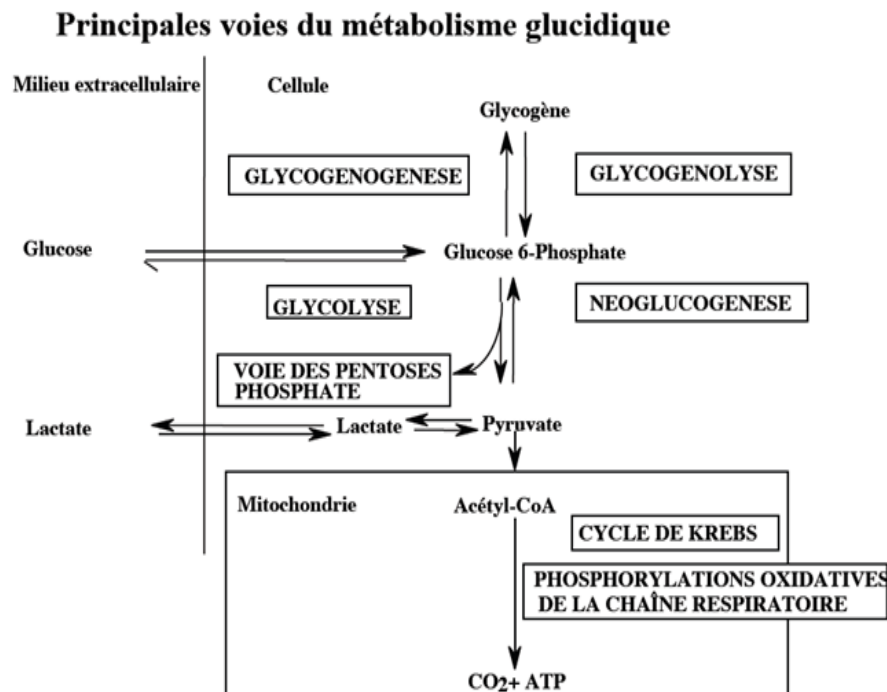 Principales voies du métabolisme glucidique
Milieu extracellulaire
Cellule
Glycogène
GLYCOGENOGENESE
GLYCOGENOLYSE
Glucose
Glucose 6-Phosphate
GLYCOLYSE
NEOGLUCOGENESE
VOIE DES PENTOSES
PHOSPHATE
Lactate
Lactate
Pyruvate
Mitochondrie
Acétyl-CoA
CYCLE DE KREBS
PHOSPHORYLATIONS OXIDATIVES
DE LA CHAÎNE RESPIRATOIRE
CO2+ ATP